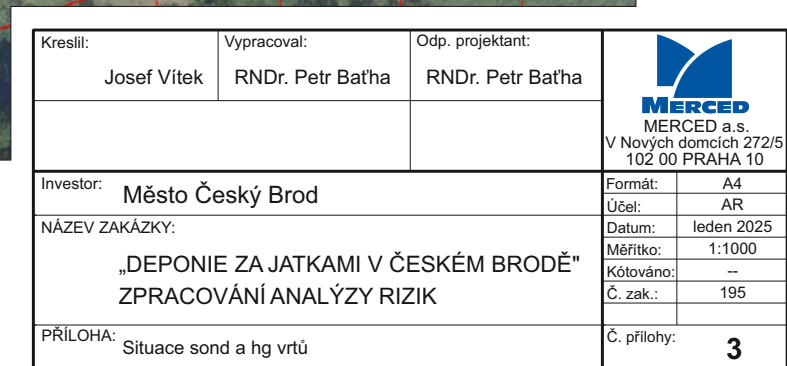 Kreslil:
Josef Vítek
Vypracoval:
RNDr. Petr Baťha
Odp. projektant:
RNDr. Petr Baťha
MERCED
MERCED a.s.
V Nových domcích 272/5
102 00 PRAHA 10
Investor:
Město Český Brod
NÁZEV ZAKÁZKY:
„DEPONIE ZA JATKAMI V ČESKÉM BRODĚ"
ZPRACOVÁNÍ ANALÝZY RIZIK
PŘÍLOHA:
Situace sond a hg vrtů
Formát: A4
Účel: AR
Datum: leden 2025
Měřítko: 1:1000
Kótováno: --
Č. zak.: 195
Č. přílohy: 3